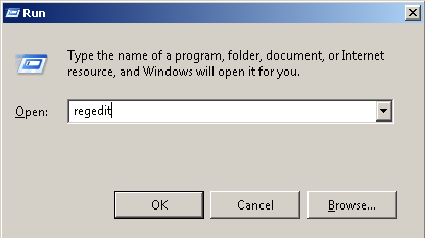 Run
Type the name of a program, folder, document, or Internet
resource, and Windows will open it for you.
Open: regedit
OK Cancel Browse...